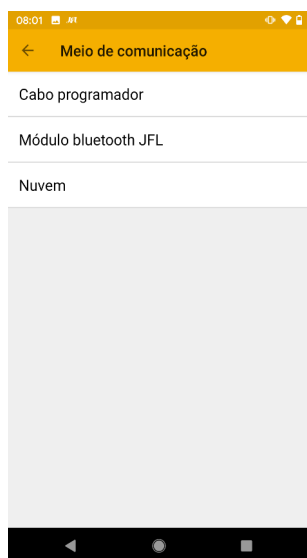 08:01
Meio de comunicação
Cabo programador
Módulo bluetooth JFL
Nuvem